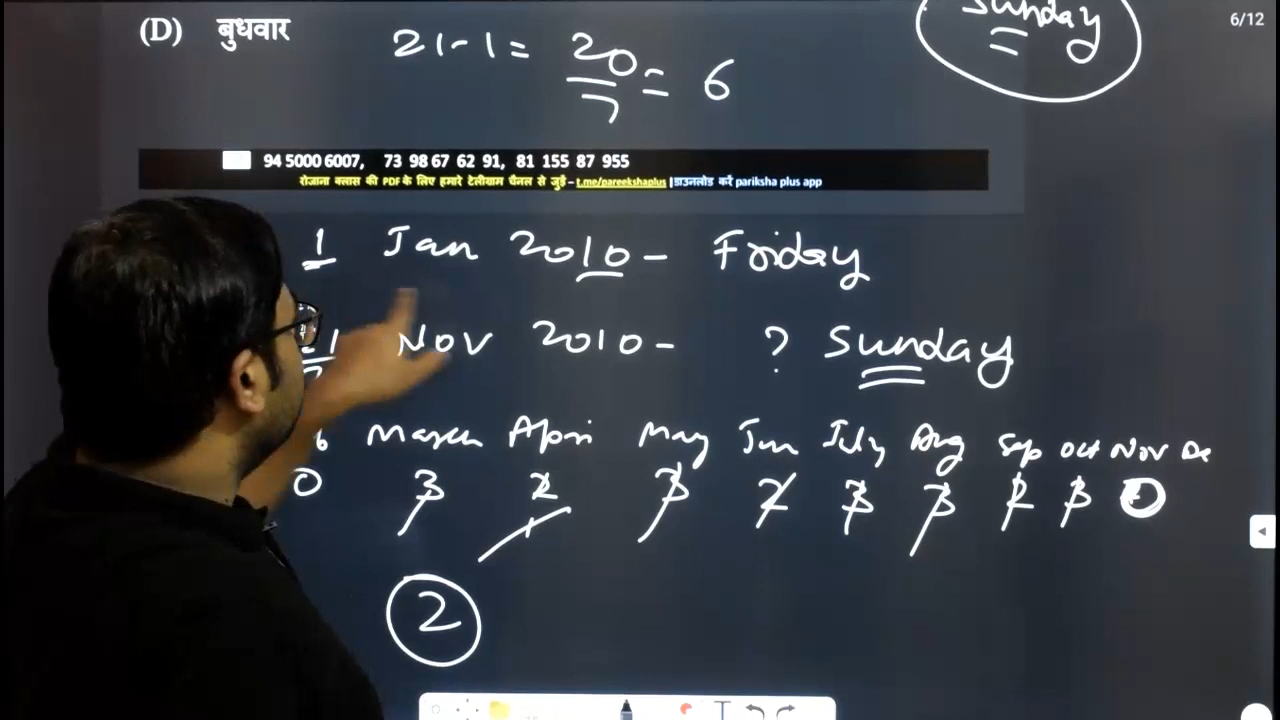 Sunday
6/12
(D) बुधवार
21-1 = 20/7 = 6
94 5000 6007, 73 98 67 62 91, 81 155 87 955
रोजाना क्लास की PDF के लिए हमारे टेलीग्राम चैनल से जुड़ें – t.me/pareekshaplus | डाउनलोड करें pariksha plus app
1 Jan 2010 - Friday
21 Nov 2010 - ? Sunday
March April May Jun July Aug Sep oct Nov De
0 3 2 3 2 3 3 2 3 0
2
T